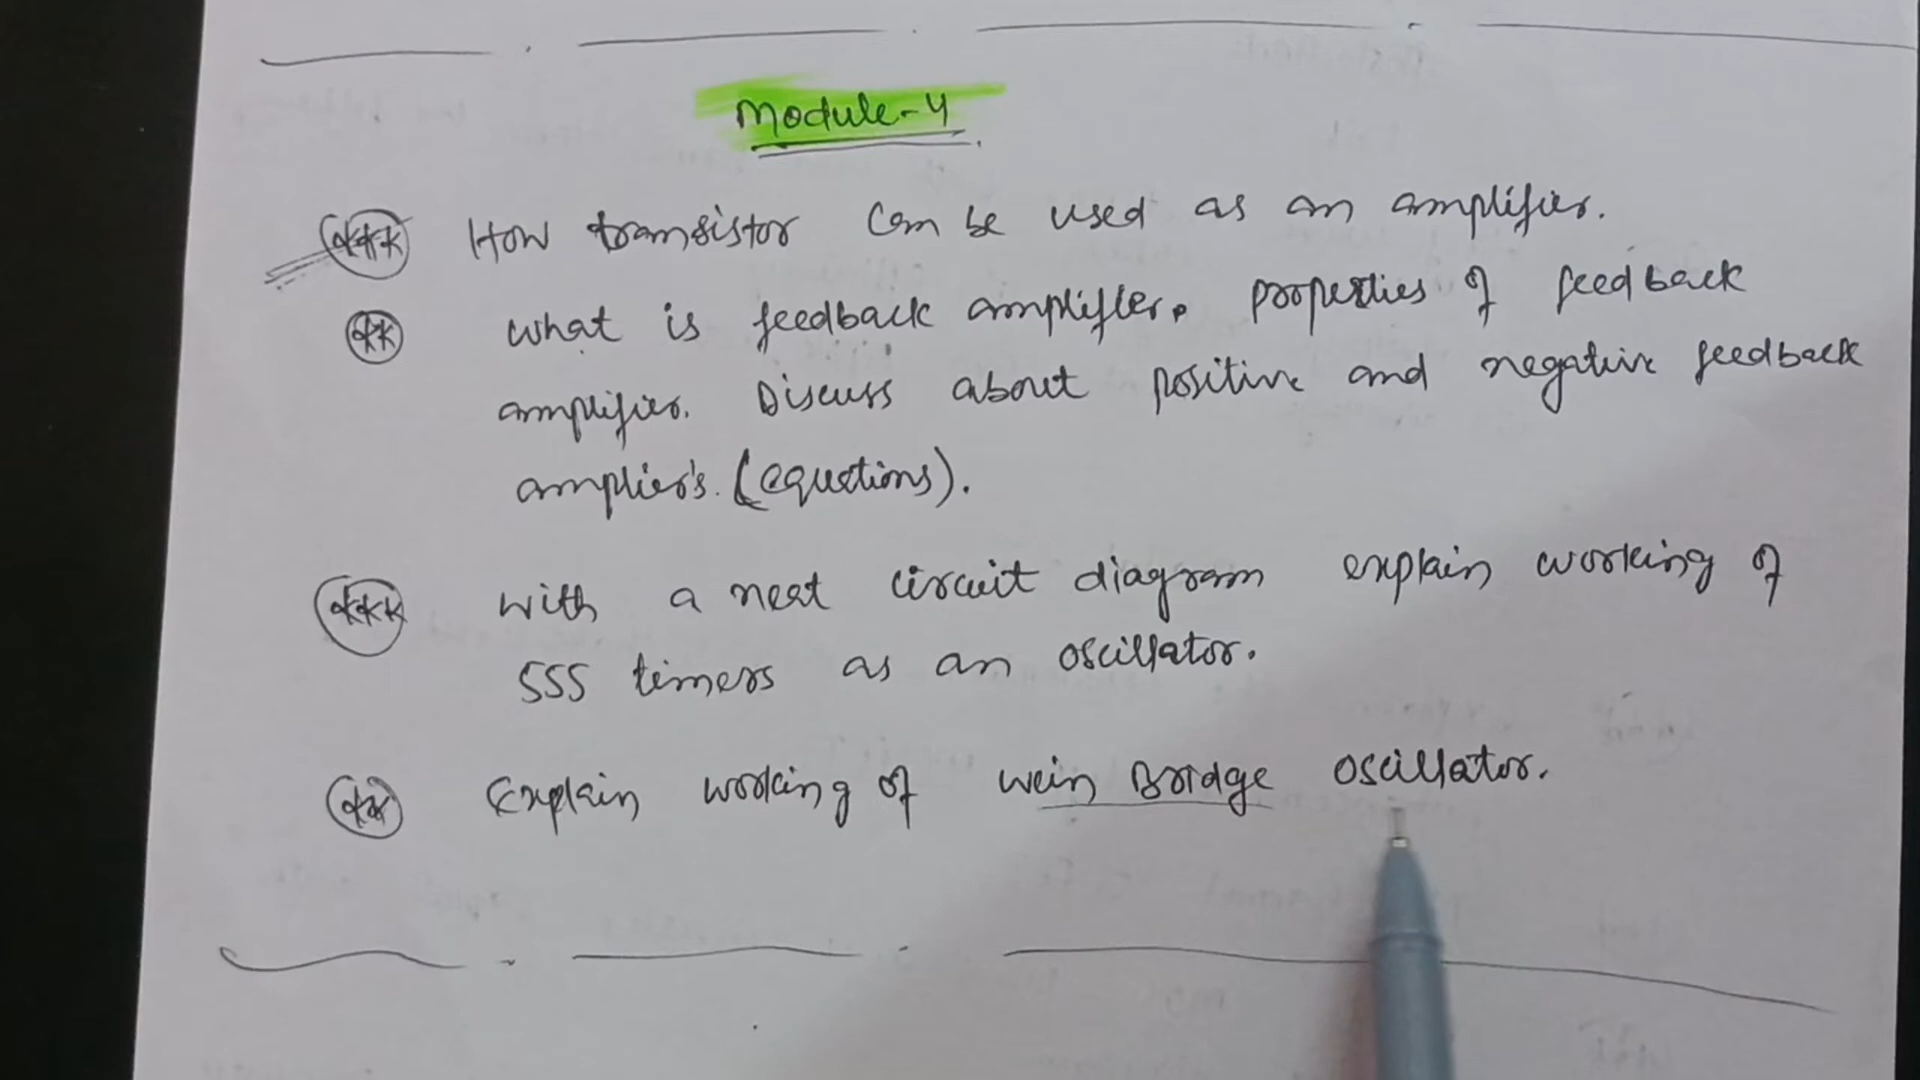 Module-4
*** How transistor can be used as an amplifier.
** What is feedback amplifier. properties of feedback
amplifier. Discuss about positive and negative feedback
amplier's. (equations).
*** With a neat circuit diagram explain working of
555 timers as an oscillator.
** Explain working of wein Bridge oscillator.